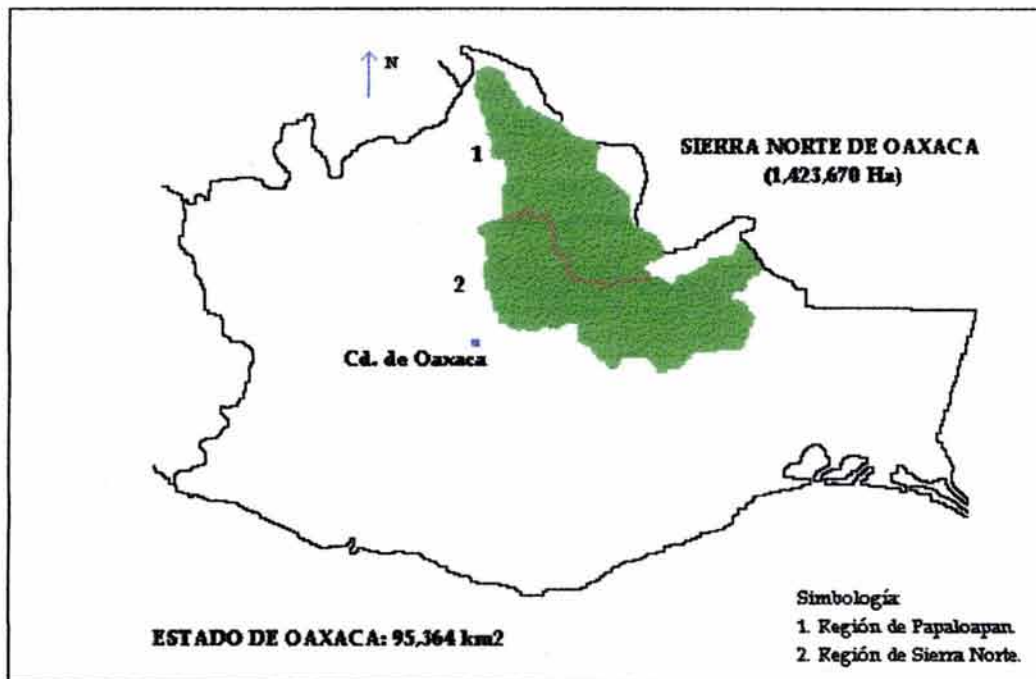 N
SIERRA NORTE DE OAXACA
(1,423,670 Ha)
1
2
Cd. de Oaxaca
Simbología:
1. Región de Papaloapan.
2. Región de Sierra Norte.
ESTADO DE OAXACA: 95,364 km2